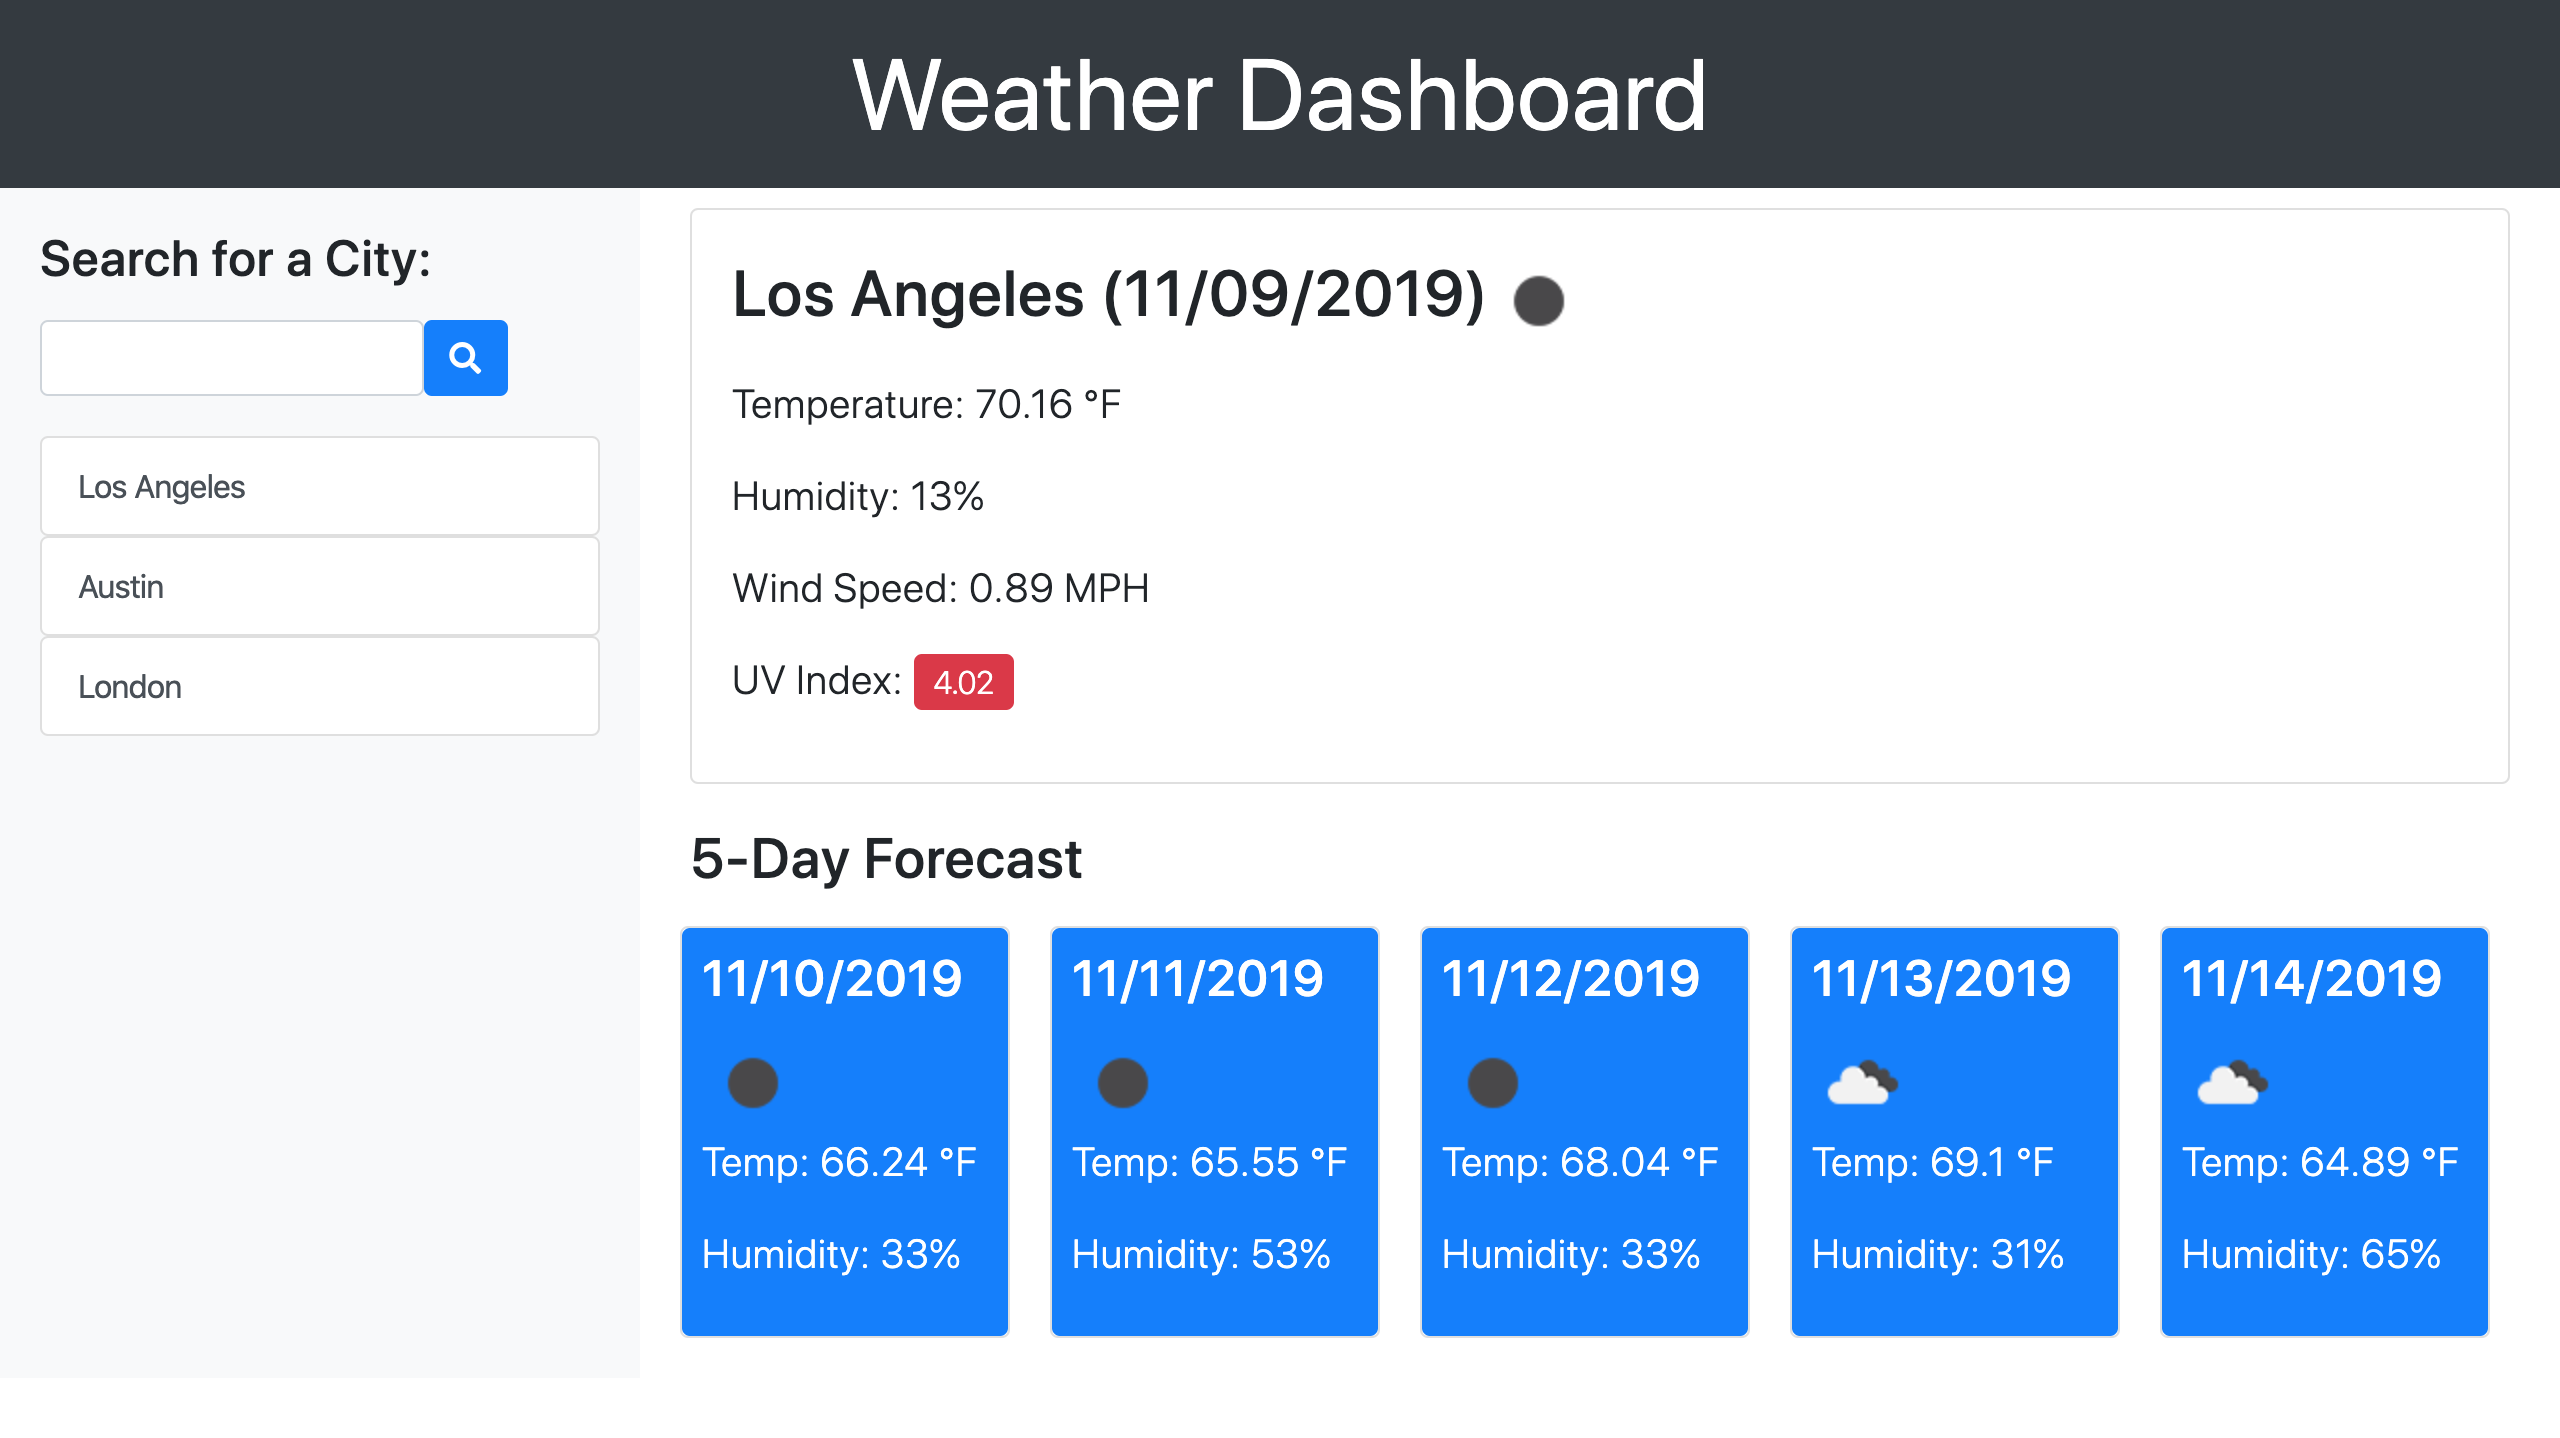 Weather Dashboard
Search for a City:
Los Angeles
Austin
London
Los Angeles (11/09/2019)
Temperature: 70.16 °F
Humidity: 13%
Wind Speed: 0.89 MPH
UV Index: 4.02
5-Day Forecast
11/10/2019
Temp: 66.24 °F
Humidity: 33%
11/11/2019
Temp: 65.55 °F
Humidity: 53%
11/12/2019
Temp: 68.04 °F
Humidity: 33%
11/13/2019
Temp: 69.1 °F
Humidity: 31%
11/14/2019
Temp: 64.89 °F
Humidity: 65%